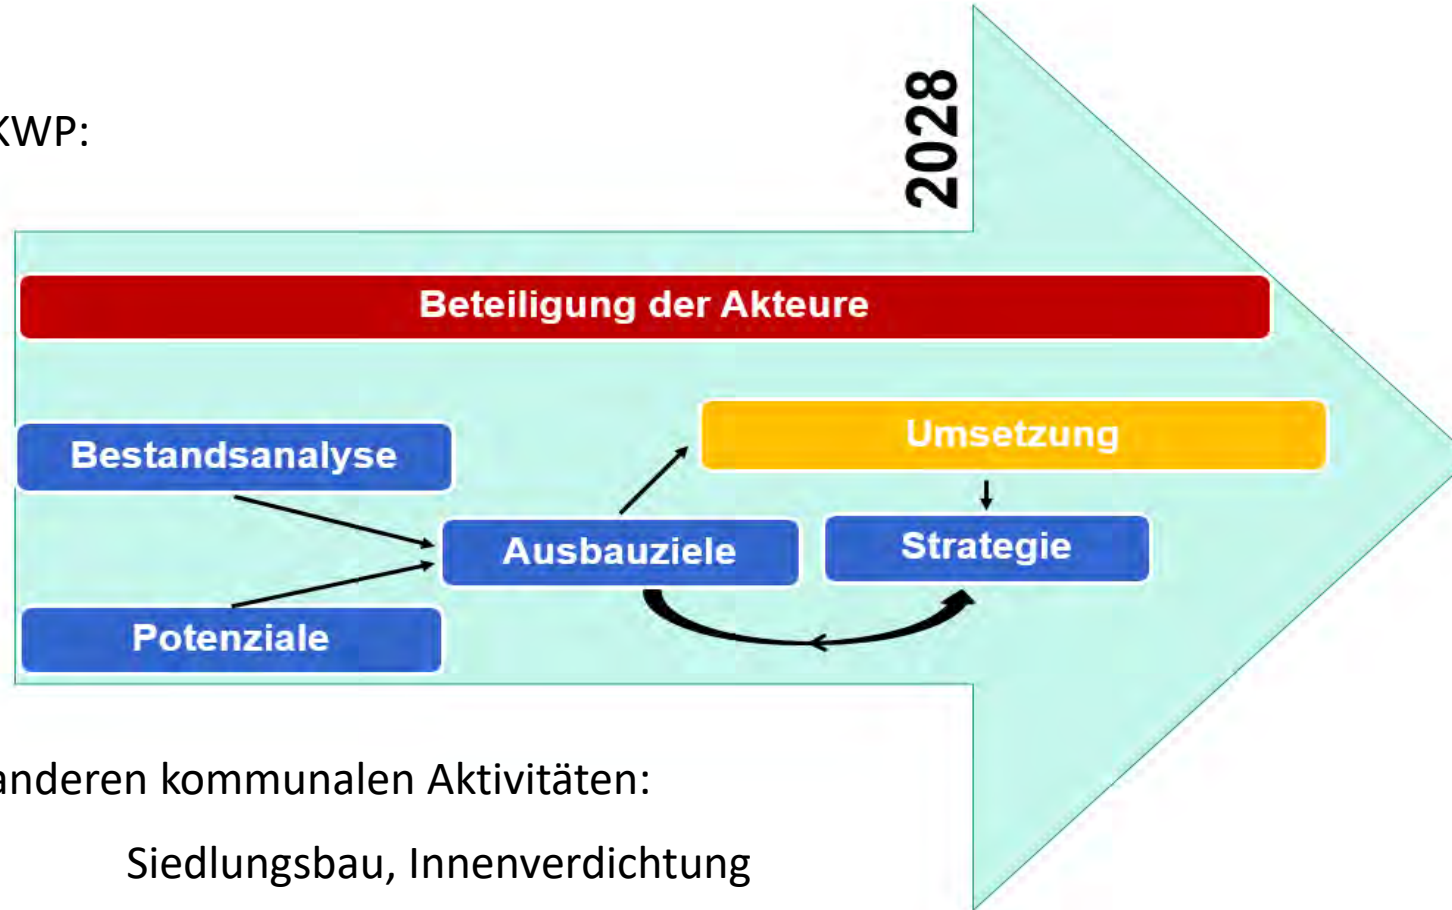 KWP:
2028
Beteiligung der Akteure
Umsetzung
Bestandsanalyse
Ausbauziele
Strategie
Potenziale
anderen kommunalen Aktivitäten:
Siedlungsbau, Innenverdichtung